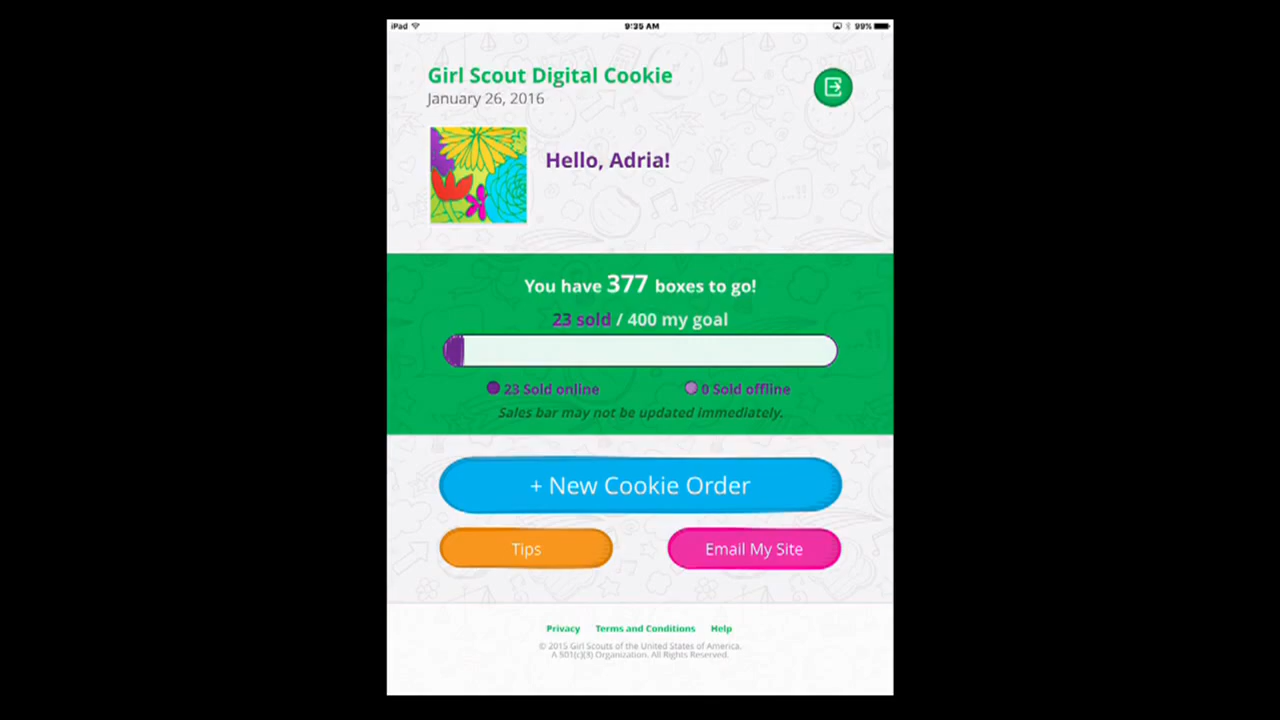 iPad 9:35 AM 99%
Girl Scout Digital Cookie
January 26, 2016
Hello, Adria!
You have 377 boxes to go!
23 sold / 400 my goal
23 Sold online 0 Sold offline
Sales bar may not be updated immediately.
+ New Cookie Order
Tips Email My Site
Privacy Terms and Conditions Help
© 2015 Girl Scouts of the United States of America.
A 501(c)(3) Organization. All Rights Reserved.